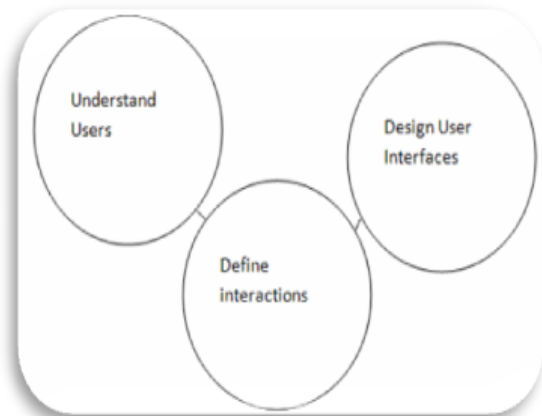 Understand
Users
Design User
Interfaces
Define
interactions